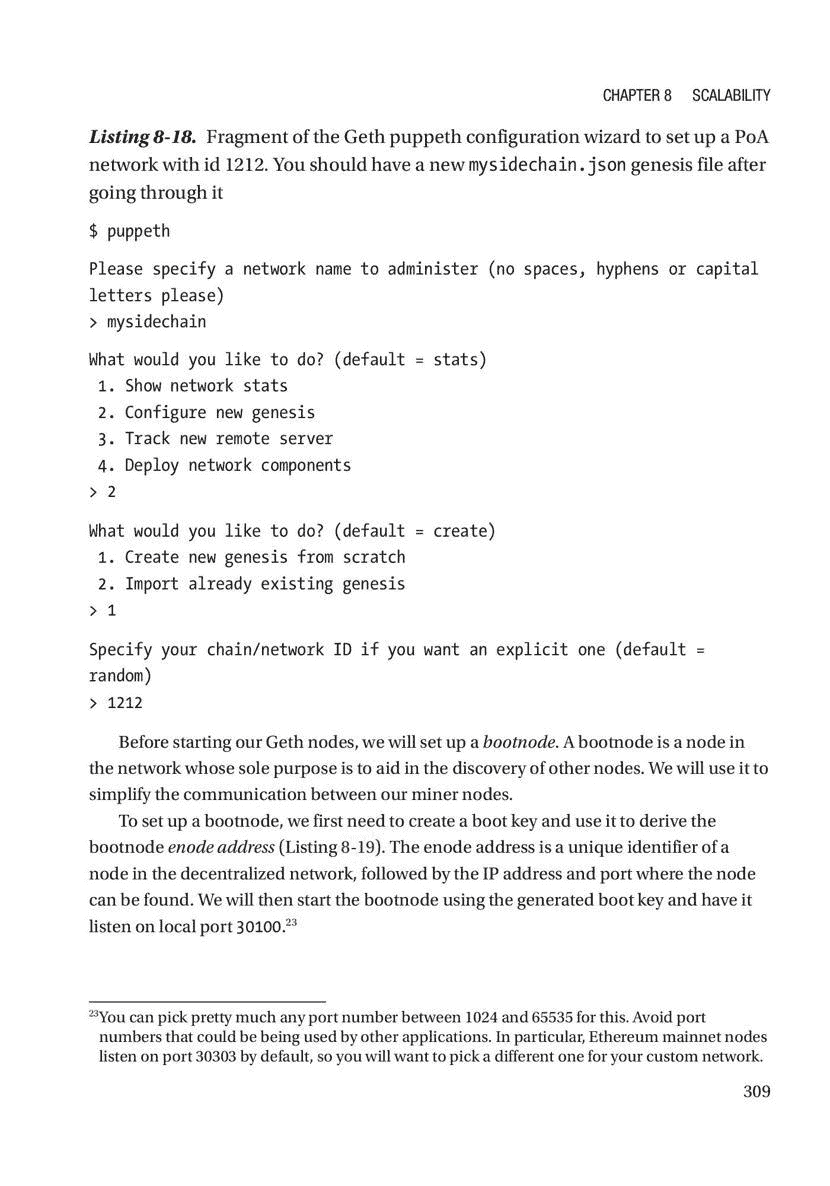 CHAPTER 8 SCALABILITY
Listing 8-18. Fragment of the Geth puppeth configuration wizard to set up a PoA
network with id 1212. You should have a new mysidechain.json genesis file after
going through it
$ puppeth
Please specify a network name to administer (no spaces, hyphens or capital
letters please)
> mysidechain
What would you like to do? (default = stats)
1. Show network stats
2. Configure new genesis
3. Track new remote server
4. Deploy network components
> 2
What would you like to do? (default = create)
1. Create new genesis from scratch
2. Import already existing genesis
> 1
Specify your chain/network ID if you want an explicit one (default =
random)
> 1212
Before starting our Geth nodes, we will set up a bootnode. A bootnode is a node in
the network whose sole purpose is to aid in the discovery of other nodes. We will use it to
simplify the communication between our miner nodes.
To set up a bootnode, we first need to create a boot key and use it to derive the
bootnode enode address (Listing 8-19). The enode address is a unique identifier of a
node in the decentralized network, followed by the IP address and port where the node
can be found. We will then start the bootnode using the generated boot key and have it
listen on local port 30100.23
23You can pick pretty much any port number between 1024 and 65535 for this. Avoid port
numbers that could be being used by other applications. In particular, Ethereum mainnet nodes
listen on port 30303 by default, so you will want to pick a different one for your custom network.
309